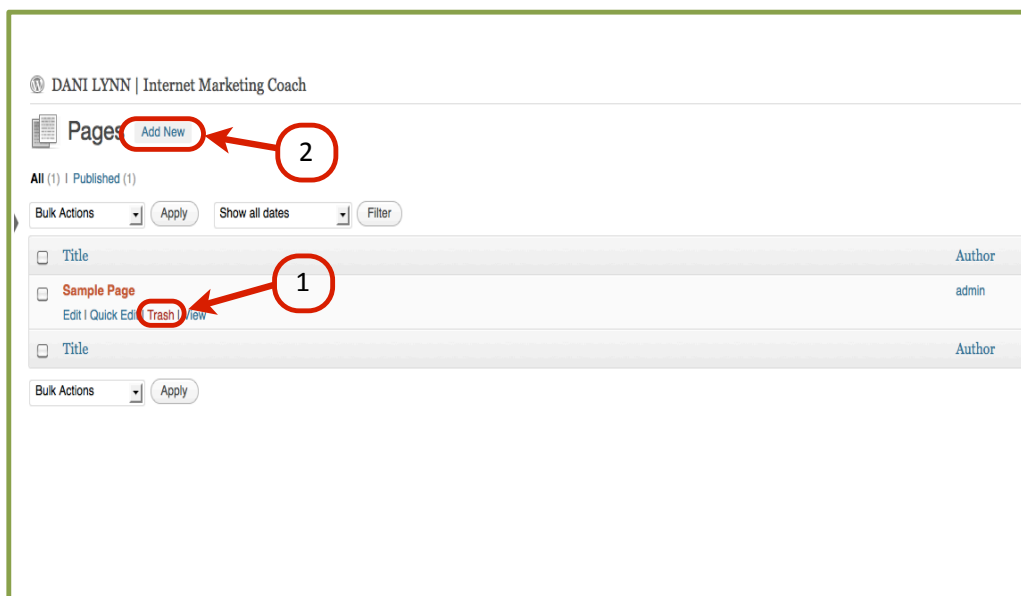 DANI LYNN | Internet Marketing Coach
Pages Add New
2
All (1) | Published (1)
Bulk Actions Apply Show all dates Filter
Title Author
1
Sample Page admin
Edit | Quick Edit | Trash | View
Title Author
Bulk Actions Apply